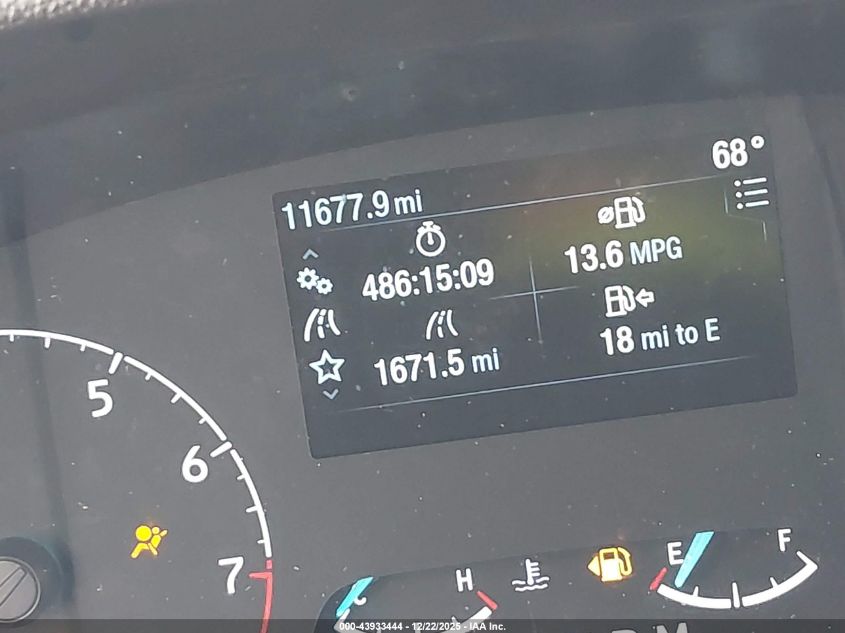 68°
11677.9 mi
486:15:09
13.6 MPG
1671.5 mi
18 mi to E
5
6
7
C
H
E
F
000-43933444 - 12/22/2025 - IAA Inc.